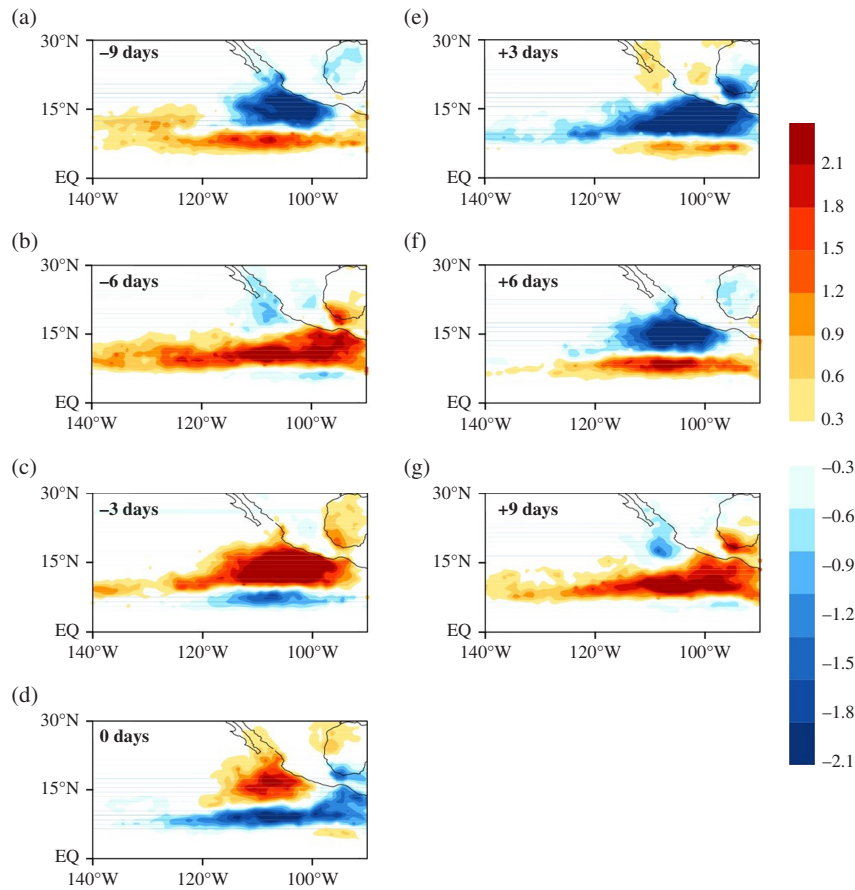 (a)
30°N
15°N
EQ
–9 days
140°W 120°W 100°W
(b)
30°N
15°N
EQ
–6 days
140°W 120°W 100°W
(c)
30°N
15°N
EQ
–3 days
140°W 120°W 100°W
(d)
30°N
15°N
EQ
0 days
140°W 120°W 100°W
(e)
30°N
15°N
EQ
+3 days
140°W 120°W 100°W
(f)
30°N
15°N
EQ
+6 days
140°W 120°W 100°W
(g)
30°N
15°N
EQ
+9 days
140°W 120°W 100°W
2.1
1.8
1.5
1.2
0.9
0.6
0.3
–0.3
–0.6
–0.9
–1.2
–1.5
–1.8
–2.1